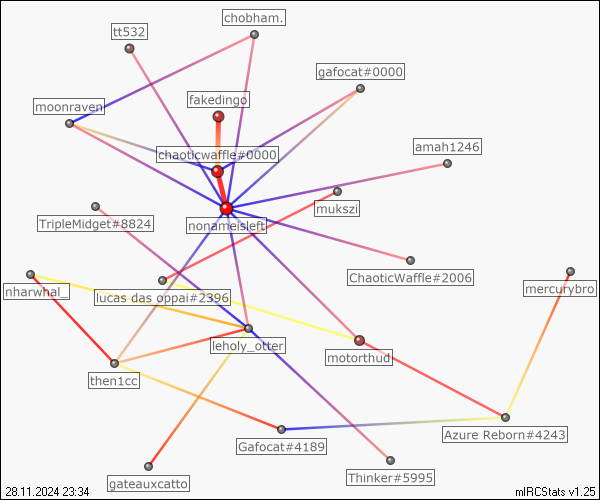 chobham.
tt532
gafocat#0000
fakedingo
moonraven
amah1246
chaoticwaffle#0000
mukszi
TripleMidget#8824
nonameisleft
ChaoticWaffle#2006
mercurybro
nharwhal_
lucas das oppai#2396
leholy_otter
motorthud
then1cc
Azure Reborn#4243
Gafocat#4189
Thinker#5995
gateauxcatto
28.11.2024 23:34
mIRCStats v1.25